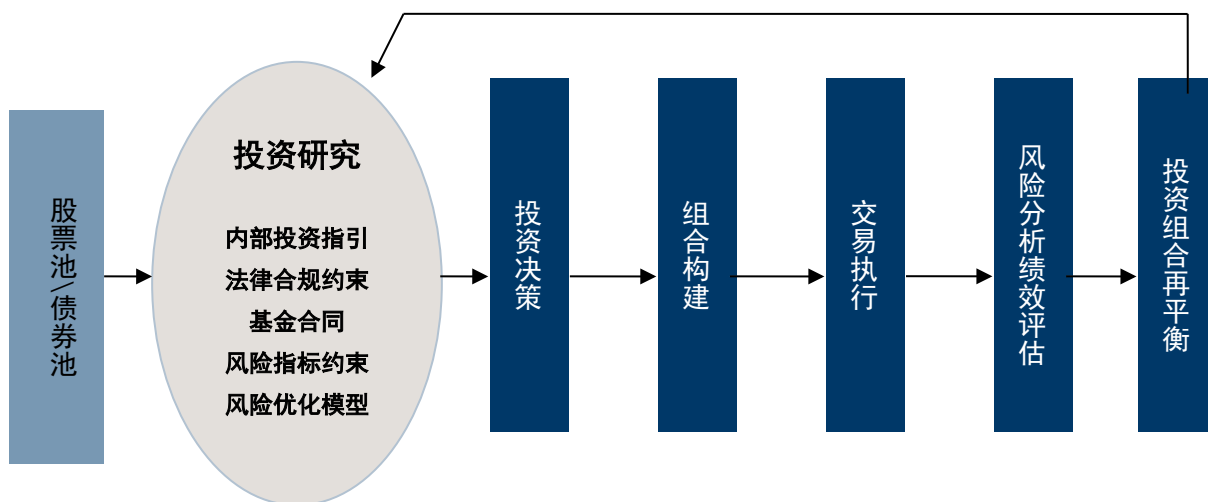 股票池\债券池
投资研究
内部投资指引
法律合规约束
基金合同
风险指标约束
风险优化模型
投资决策
组合构建
交易执行
风险分析绩效评估
投资组合再平衡